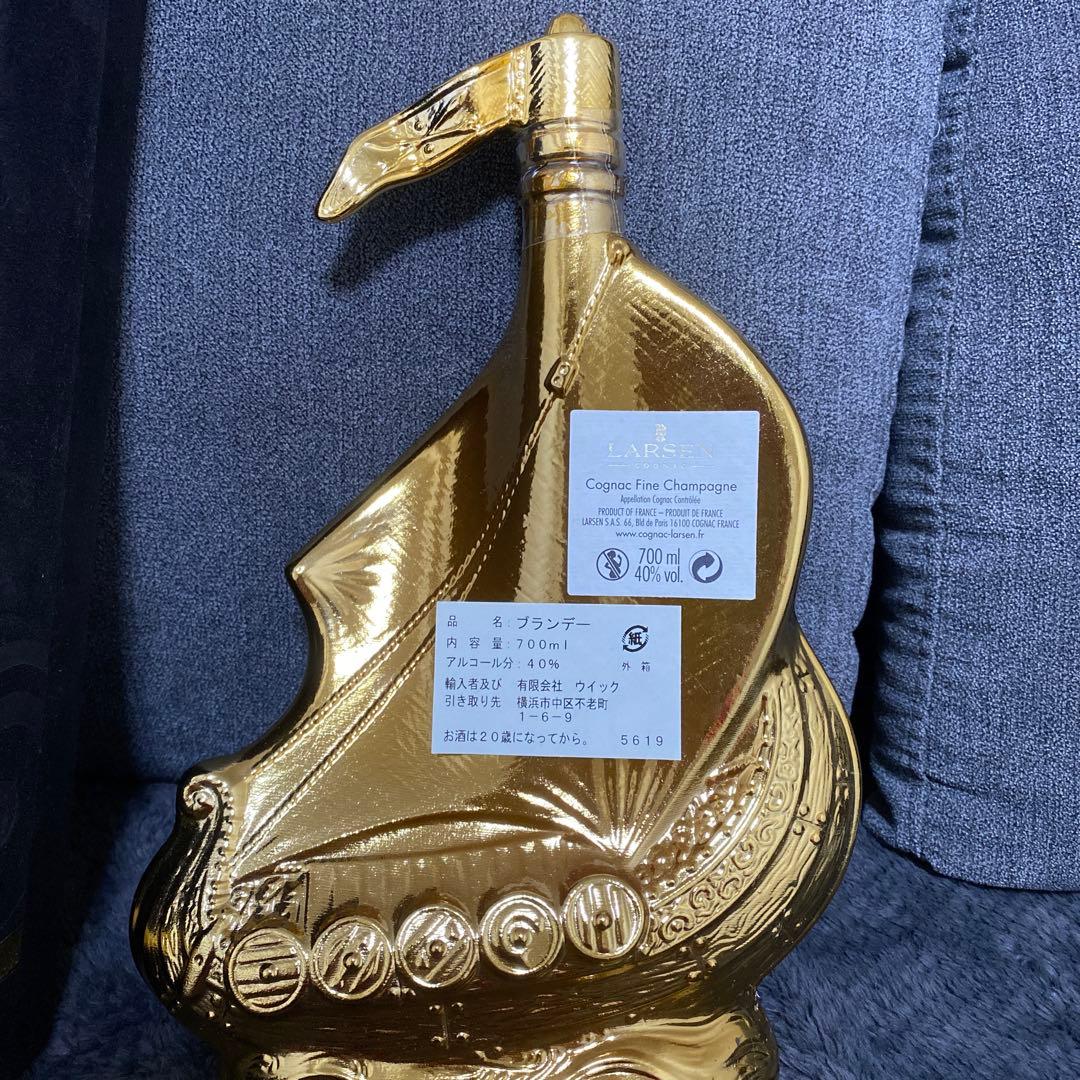 LARSEN
COGNAC
Cognac Fine Champagne
Appellation Cognac Contrôlée
PRODUCT OF FRANCE – PRODUIT DE FRANCE
LARSEN S.A.S. 66, Bld de Paris 16100 COGNAC FRANCE
www.cognac-larsen.fr
700 ml
40% vol.
品 名：ブランデー
内 容 量：700ml
アルコール分：40%
紙
外 箱
輸入者及び 有限会社 ウイック
引き取り先 横浜市中区不老町
1-6-9
お酒は20歳になってから。 5619